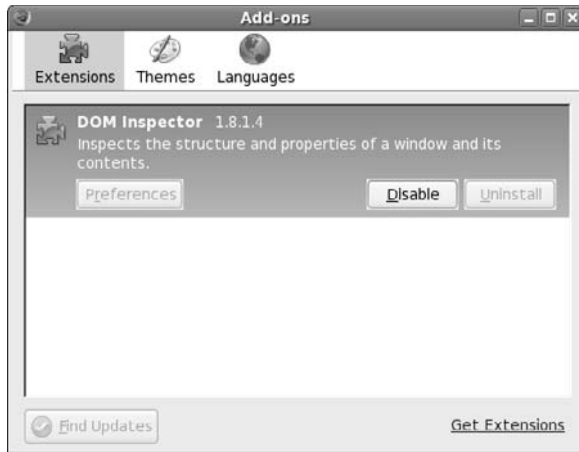 Add-ons
Extensions Themes Languages
DOM Inspector 1.8.1.4
Inspects the structure and properties of a window and its
contents.
Preferences Disable Uninstall
Find Updates Get Extensions